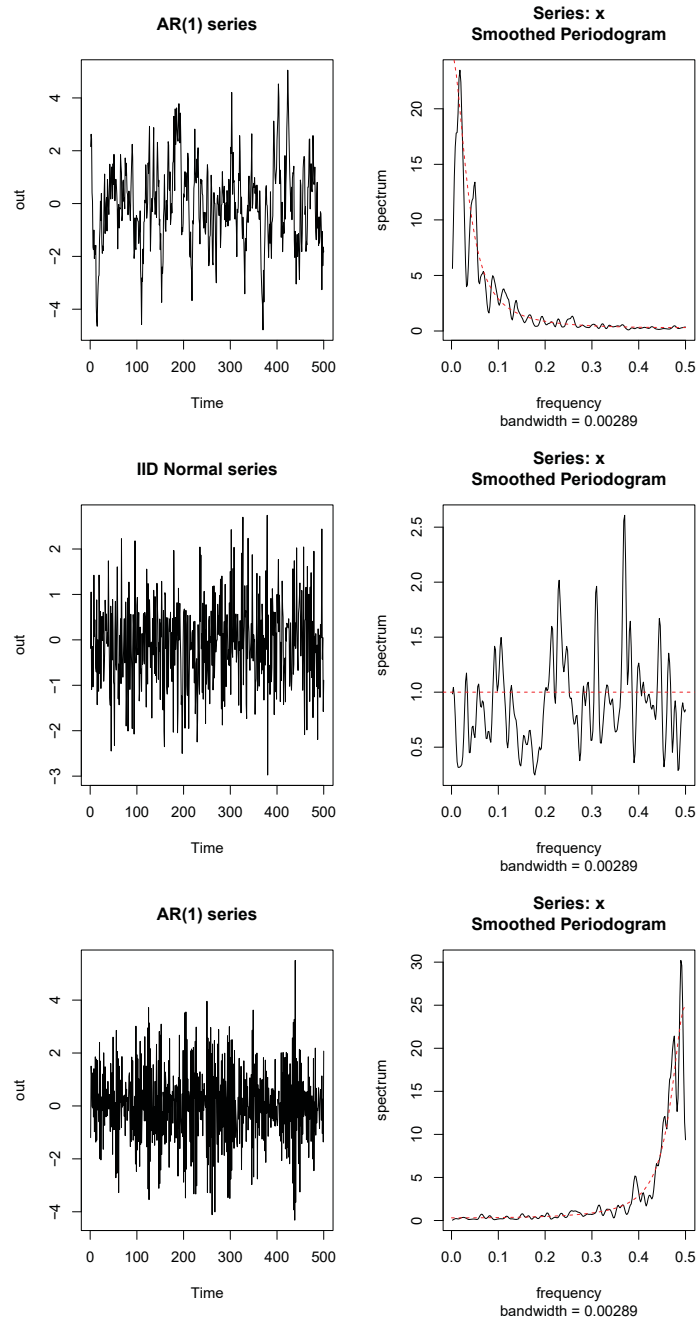 AR(1) series
out
4
2
0
−2
−4
0 100 200 300 400 500
Time
Series: x
Smoothed Periodogram
spectrum
20
15
10
5
0
0.0 0.1 0.2 0.3 0.4 0.5
frequency
bandwidth = 0.00289
IID Normal series
out
2
1
0
−1
−2
−3
0 100 200 300 400 500
Time
Series: x
Smoothed Periodogram
spectrum
2.5
2.0
1.5
1.0
0.5
0.0 0.1 0.2 0.3 0.4 0.5
frequency
bandwidth = 0.00289
AR(1) series
out
4
2
0
−2
−4
0 100 200 300 400 500
Time
Series: x
Smoothed Periodogram
spectrum
30
25
20
15
10
5
0
0.0 0.1 0.2 0.3 0.4 0.5
frequency
bandwidth = 0.00289